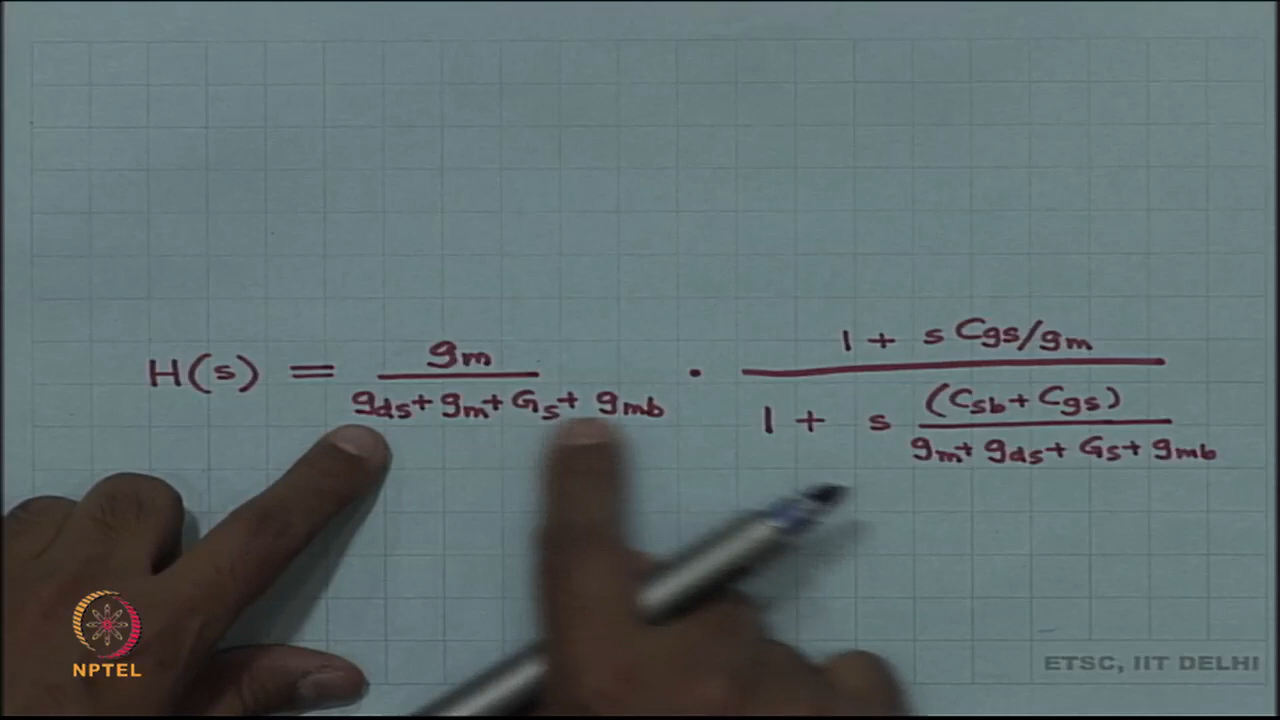 H(s) = gm / (gds + gm + Gs + gmb) · (1 + s Cgs/gm) / (1 + s (Csb + Cgs) / (gm + gds + Gs + gmb))
NPTEL
ETSC, IIT DELHI